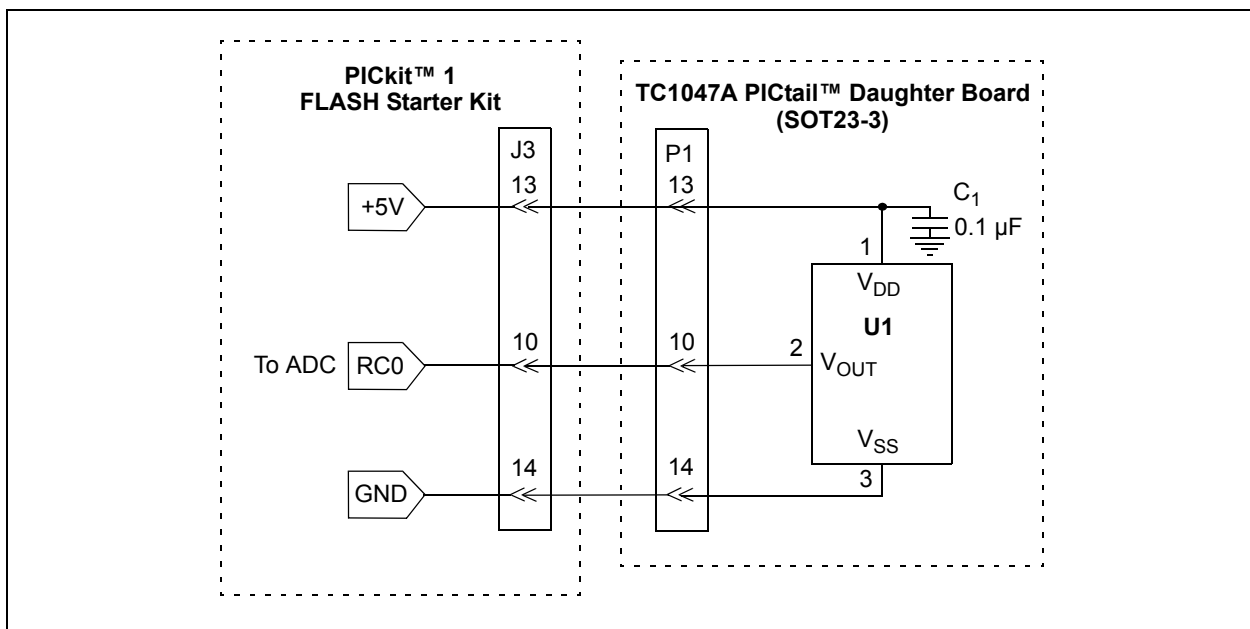 PICkit™ 1
FLASH Starter Kit
TC1047A PICtail™ Daughter Board
(SOT23-3)
J3
P1
13
13
+5V
C1
0.1 µF
1
VDD
U1
10
10
2
To ADC
RC0
VOUT
VSS
14
14
3
GND